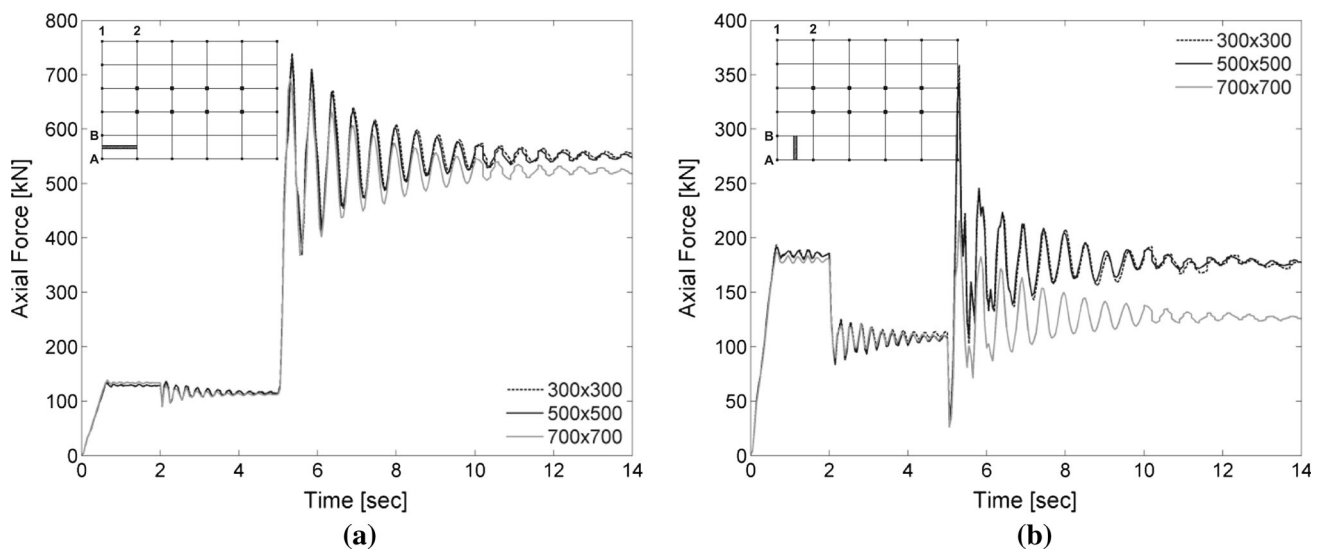 800
700
600
500
400
300
200
100
0
Axial Force [kN]
1 2
B
A
300x300
500x500
700x700
0 2 4 6 8 10 12 14
Time [sec]
(a)
400
350
300
250
200
150
100
50
0
Axial Force [kN]
1 2
B
A
300x300
500x500
700x700
0 2 4 6 8 10 12 14
Time [sec]
(b)